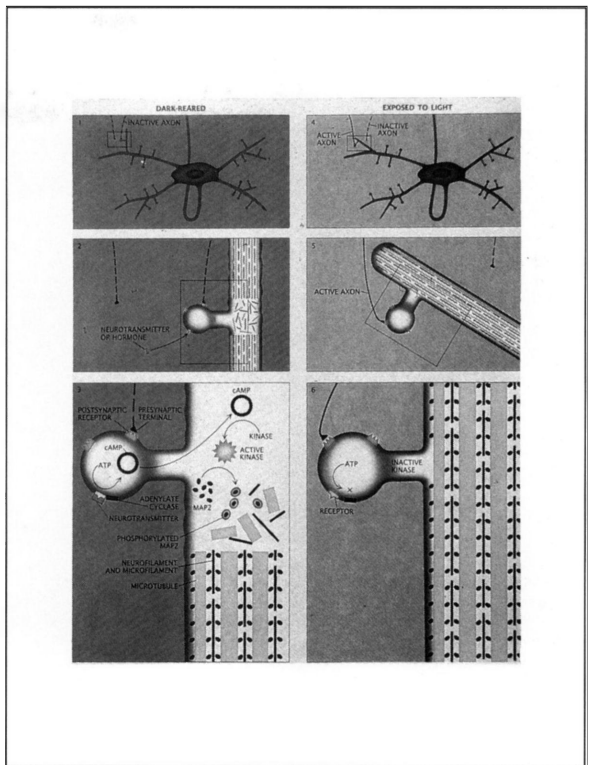 DARK-REARED
1
INACTIVE AXON
2
NEUROTRANSMITTER
OR HORMONE
3
POSTSYNAPTIC
RECEPTOR
PRESYNAPTIC
TERMINAL
cAMP
ATP
ADENYLATE
CYCLASE
NEUROTRANSMITTER
cAMP
KINASE
ACTIVE
KINASE
MAP2
PHOSPHORYLATED
MAP2
NEUROFILAMENT
AND MICROFILAMENT
MICROTUBULE
EXPOSED TO LIGHT
4
ACTIVE
AXON
INACTIVE
AXON
5
ACTIVE AXON
6
ATP
INACTIVE
KINASE
RECEPTOR